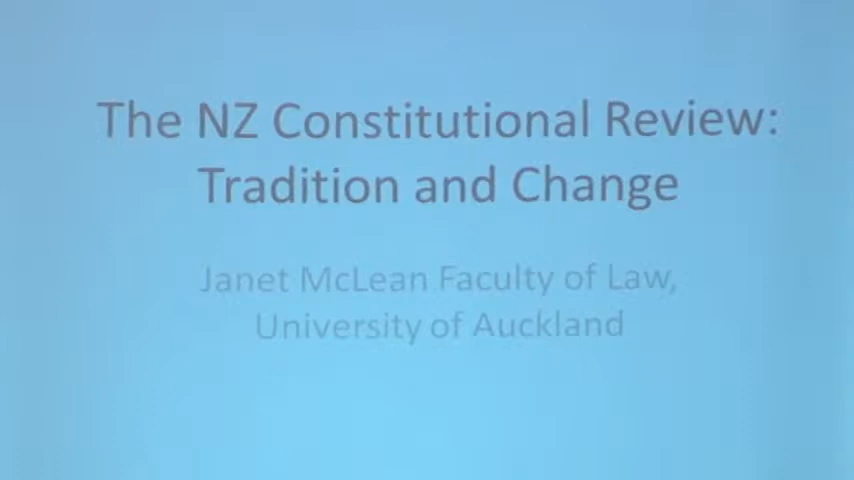 The NZ Constitutional Review:
Tradition and Change
Janet McLean Faculty of Law,
University of Auckland